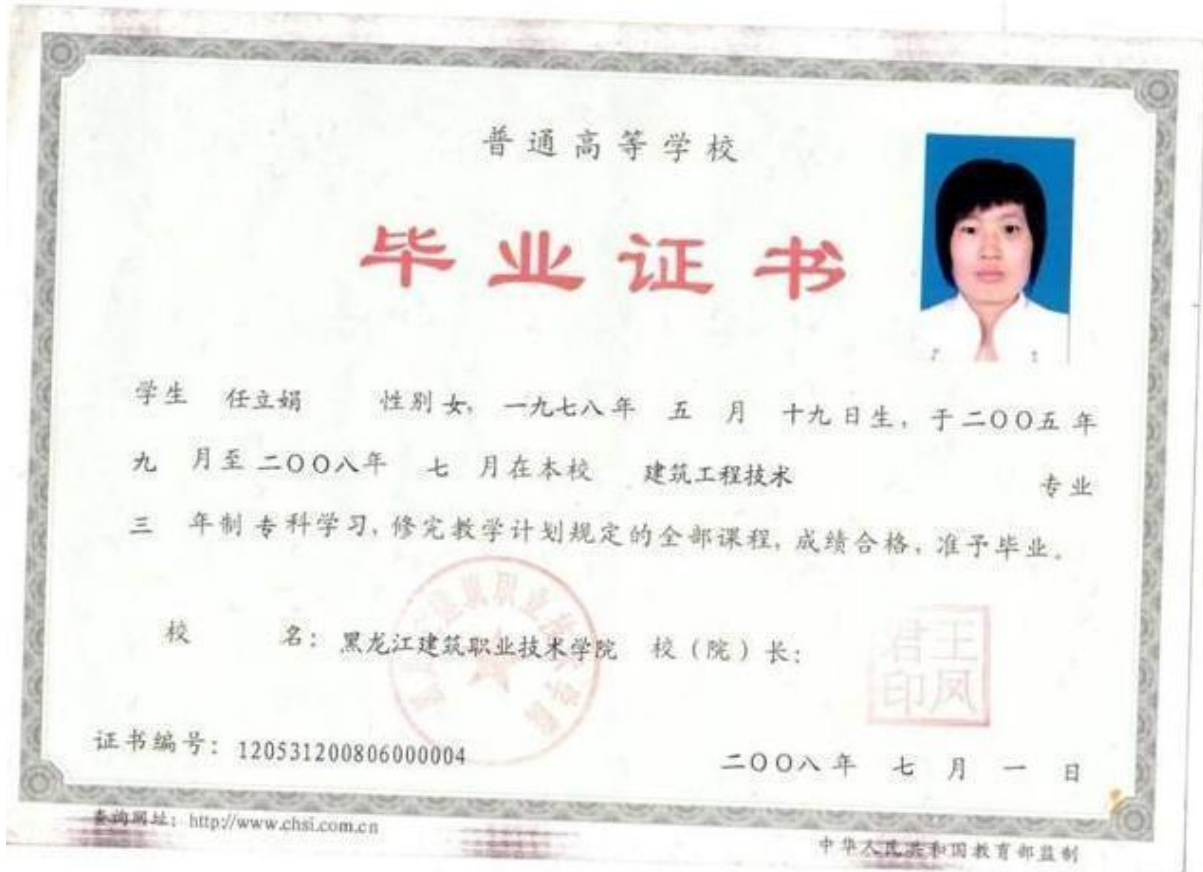 普通高等学校
毕业证书
学生 任立娟 性别 女, 一九七八年 五 月 十九日生, 于二〇〇五年
九 月至二〇〇八年 七 月在本校 建筑工程技术 专业
三 年制专科学习, 修完教学计划规定的全部课程, 成绩合格, 准予毕业。
校 名: 黑龙江建筑职业技术学院 校(院)长:
王凤君印
证书编号: 120531200806000004
二〇〇八年 七 月 一 日
查询网址: http://www.chsi.com.cn
中华人民共和国教育部监制